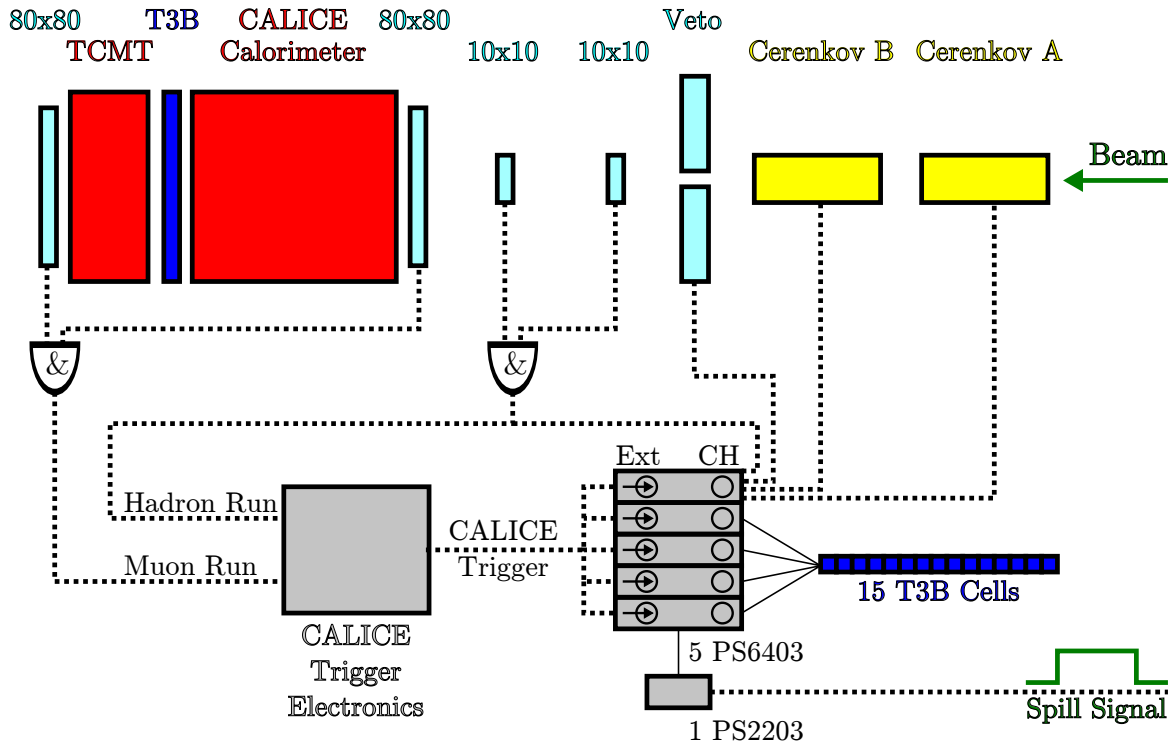 80x80
T3B
CALICE
80x80
Veto
TCMT
Calorimeter
10x10
10x10
Cerenkov B
Cerenkov A
Beam
&
&
Ext
CH
Hadron Run
CALICE
Trigger
Muon Run
15 T3B Cells
CALICE
Trigger
Electronics
5 PS6403
1 PS2203
Spill Signal